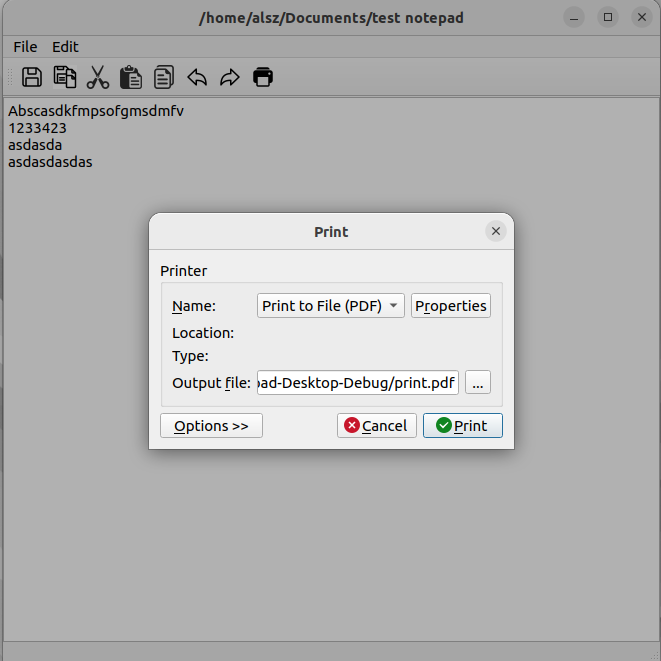 /home/alsz/Documents/test notepad
File Edit
Abscasdkfmpsofgmsdmfv
1233423
asdasda
asdasdasdas
Print
Printer
Name: Print to File (PDF) Properties
Location:
Type:
Output file: pad-Desktop-Debug/print.pdf ...
Options >> Cancel Print